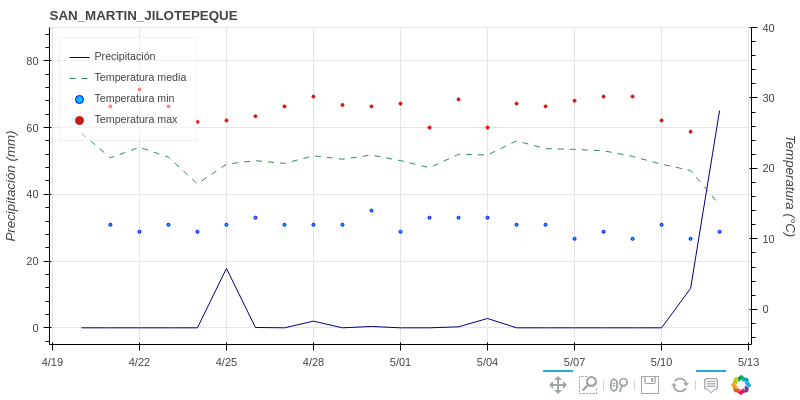 SAN_MARTIN_JILOTEPEQUE
Precipitación
Temperatura media
Temperatura min
Temperatura max
Precipitación (mm)
80
60
40
20
0
Temperatura (°C)
40
30
20
10
0
4/19 4/22 4/25 4/28 5/01 5/04 5/07 5/10 5/13